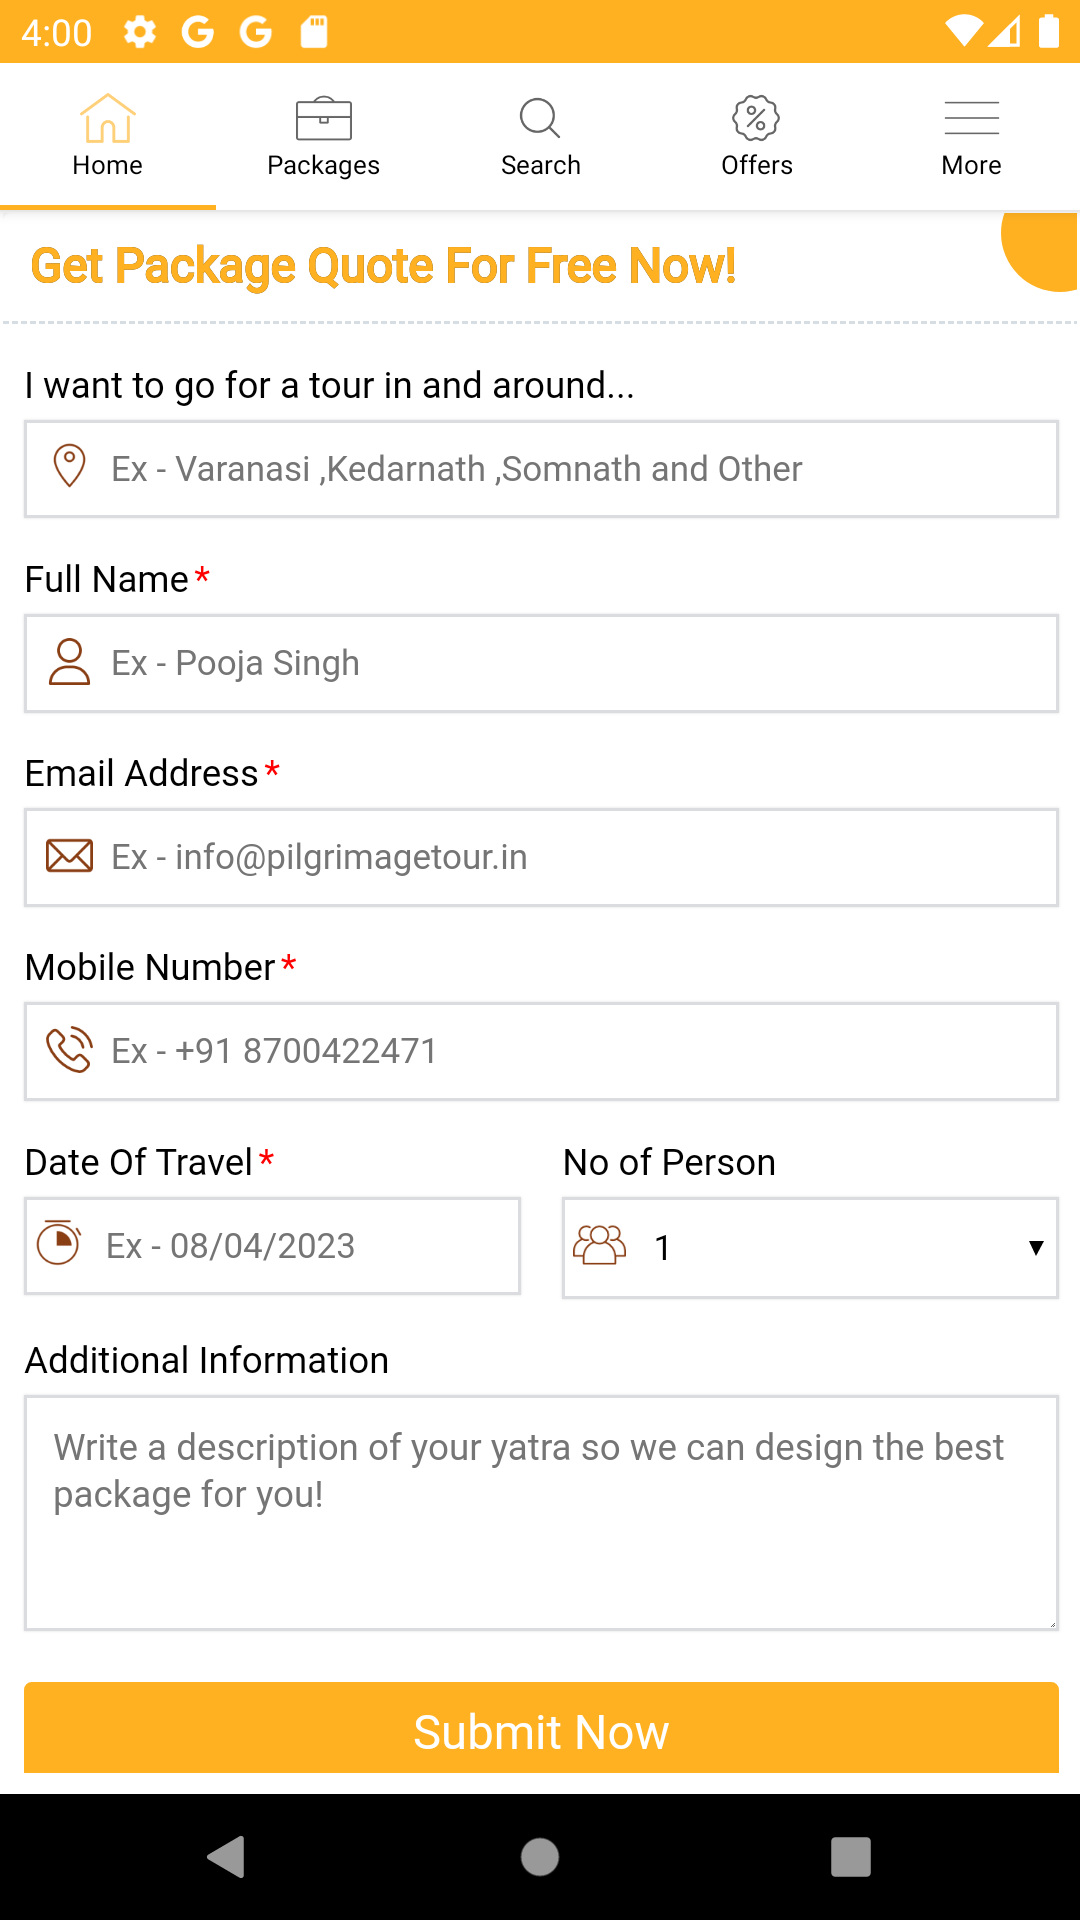 4:00
Home
Packages
Search
Offers
More
Get Package Quote For Free Now!
I want to go for a tour in and around...
Ex - Varanasi ,Kedarnath ,Somnath and Other
Full Name *
Ex - Pooja Singh
Email Address *
Ex - info@pilgrimagetour.in
Mobile Number *
Ex - +91 8700422471
Date Of Travel *
No of Person
Ex - 08/04/2023
1
Additional Information
Write a description of your yatra so we can design the best
package for you!
Submit Now